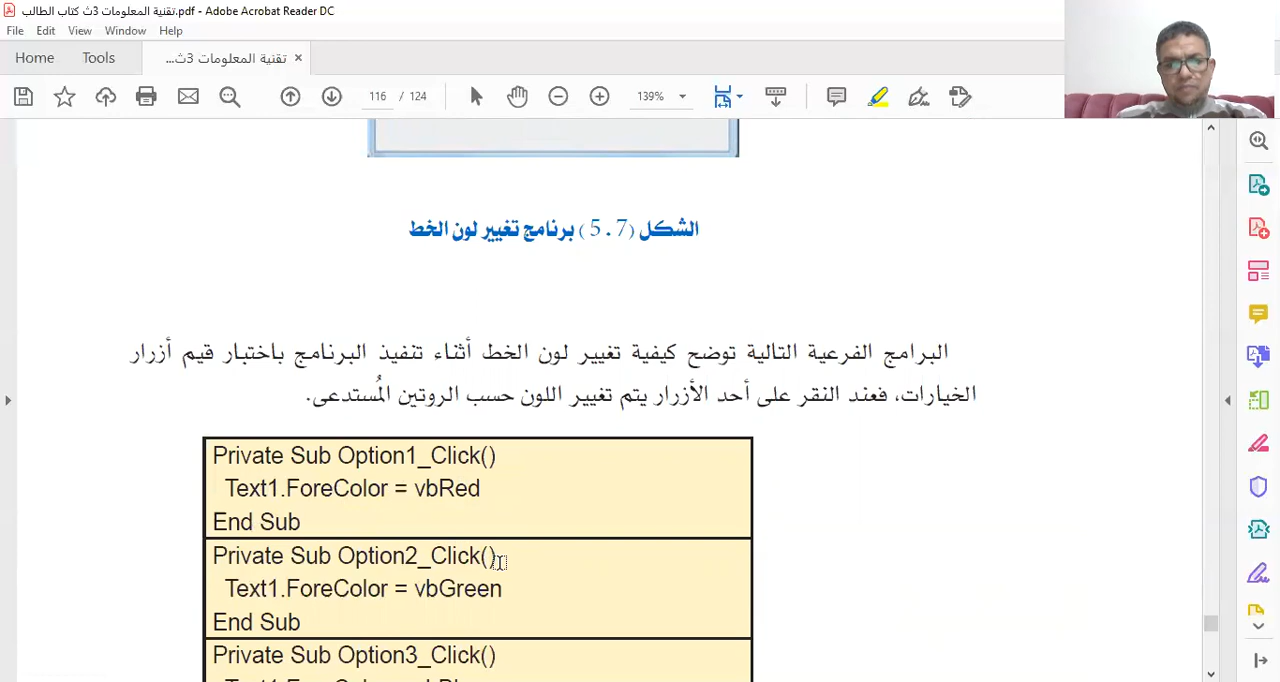 تقنية المعلومات 3ث كتاب الطالب.pdf - Adobe Acrobat Reader DC
File Edit View Window Help
Home Tools تقنية المعلومات 3ث... ×
116 / 124 139%
الشكل (5.7) برنامج تغيير لون الخط
البرامج الفرعية التالية توضح كيفية تغيير لون الخط أثناء تنفيذ البرنامج باختبار قيم أزرار
الخيارات، فعند النقر على أحد الأزرار يتم تغيير اللون حسب الروتين المُستدعى.
Private Sub Option1_Click()
Text1.ForeColor = vbRed
End Sub
Private Sub Option2_Click()
Text1.ForeColor = vbGreen
End Sub
Private Sub Option3_Click()